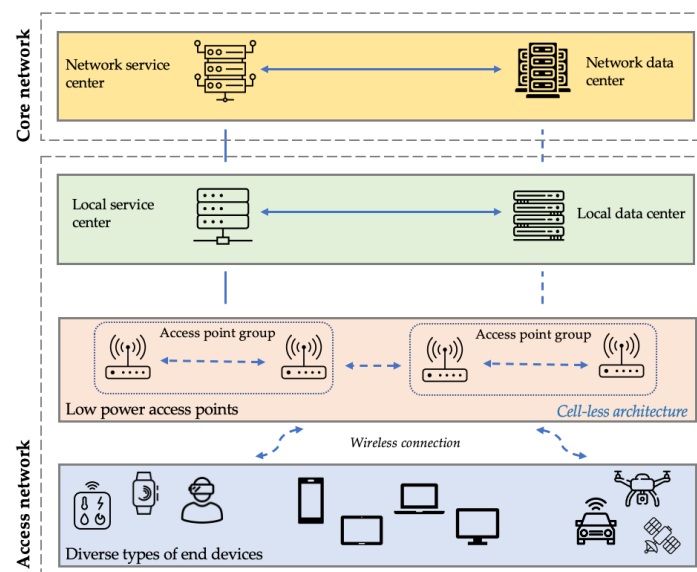 Core network
Network service
center
Network data
center
Access network
Local service
center
Local data center
Access point group
Access point group
Low power access points
Cell-less architecture
Wireless connection
Diverse types of end devices